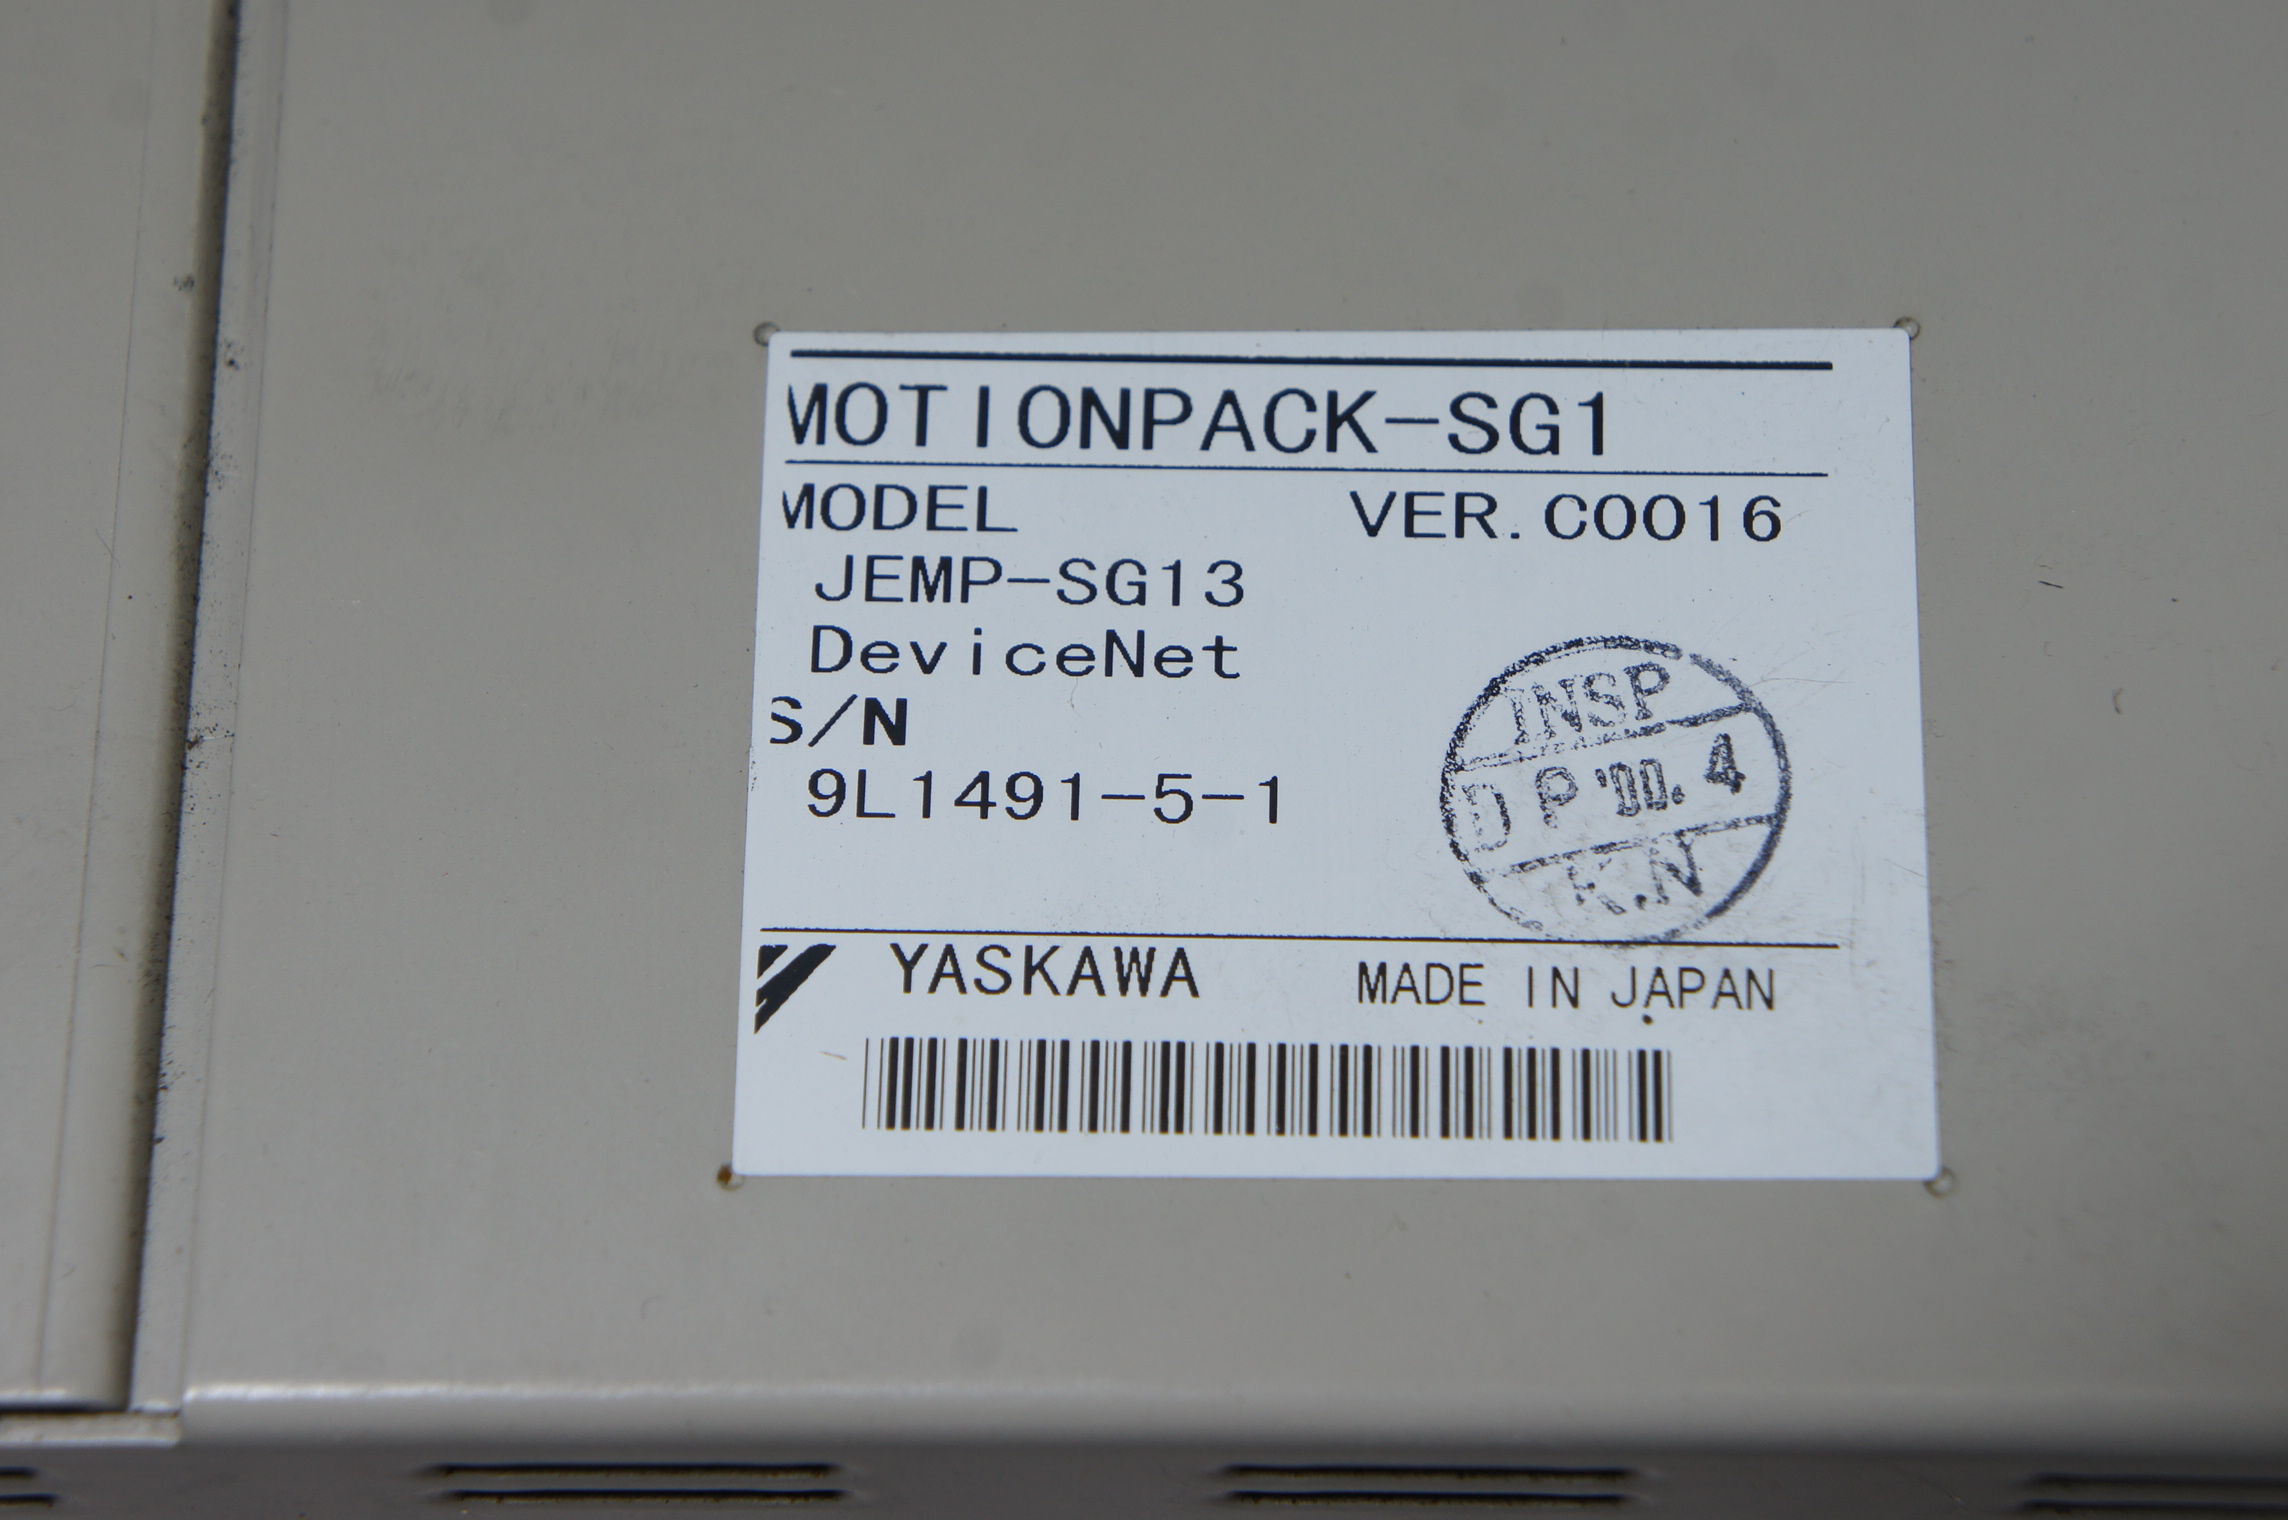 MOTIONPACK-SG1
MODEL VER. C0016
JEMP-SG13
DeviceNet
S/N
9L1491-5-1
INSP
D P '00. 4
K.N
YASKAWA MADE IN JAPAN